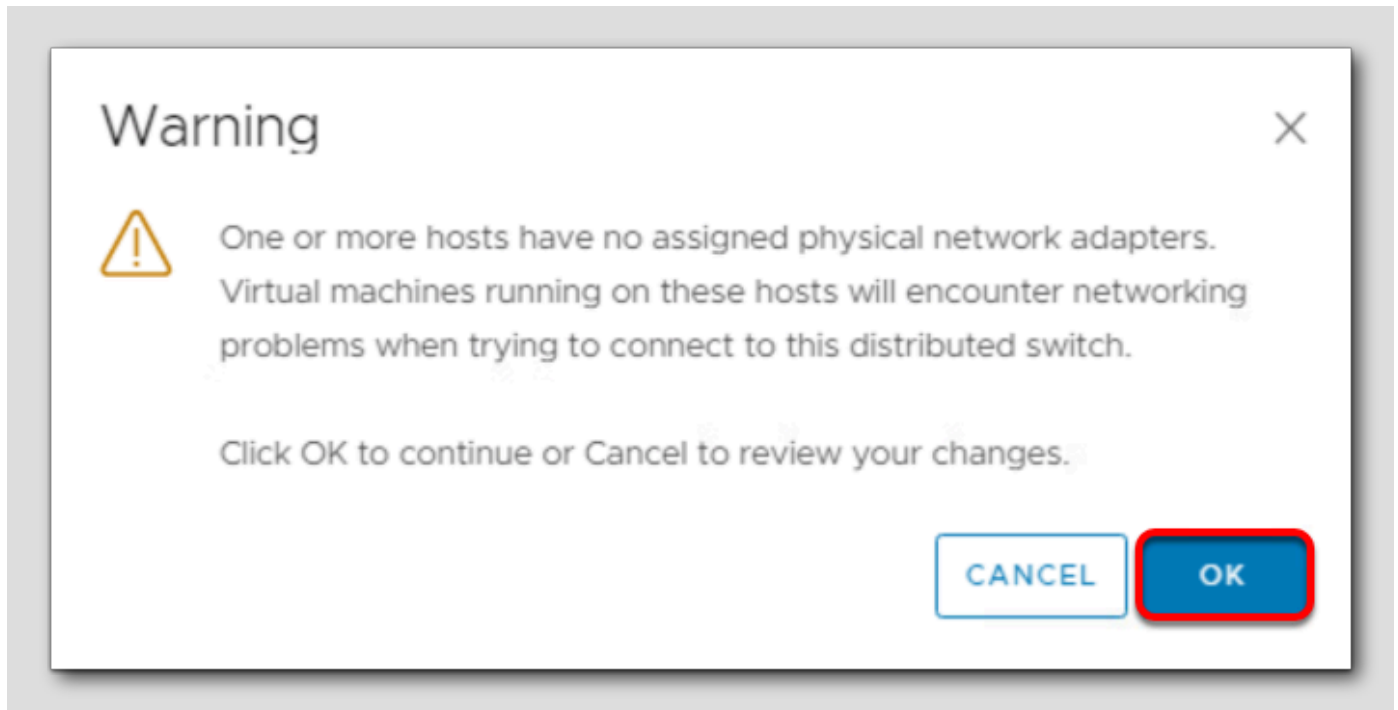 Warning
One or more hosts have no assigned physical network adapters.
Virtual machines running on these hosts will encounter networking
problems when trying to connect to this distributed switch.
Click OK to continue or Cancel to review your changes.
CANCEL OK